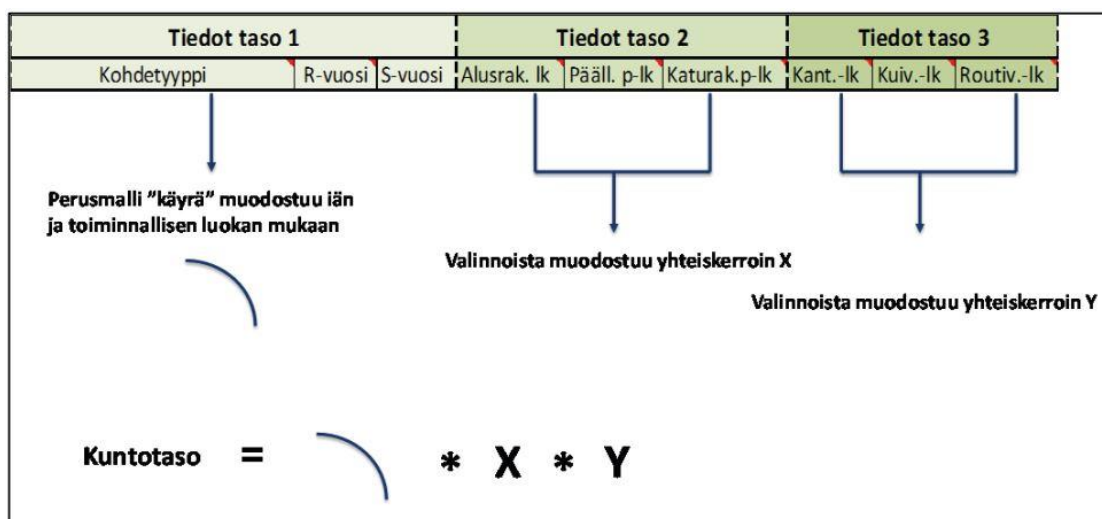 Tiedot taso 1 Tiedot taso 2 Tiedot taso 3
Kohdetyyppi R-vuosi S-vuosi Alusrak. lk Pääll. p-lk Katurak.p-lk Kant.-lk Kuiv.-lk Routiv.-lk
Perusmalli ”käyrä” muodostuu iän
ja toiminnallisen luokan mukaan
Valinnoista muodostuu yhteiskerroin X
Valinnoista muodostuu yhteiskerroin Y
Kuntotaso = * X * Y